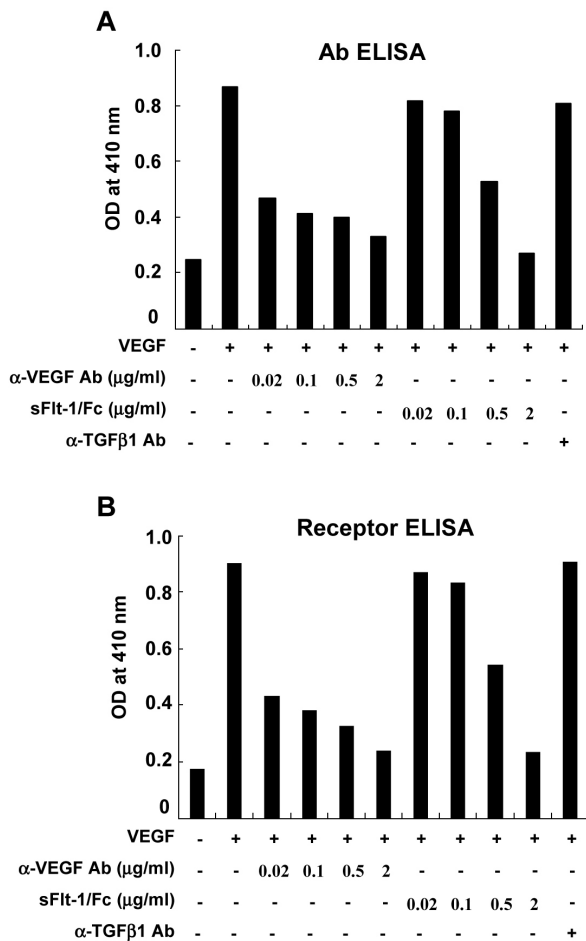 A
Ab ELISA
OD at 410 nm
1.0
0.8
0.6
0.4
0.2
0
VEGF - + + + + + + + + + +
α-VEGF Ab (μg/ml) - - 0.02 0.1 0.5 2 - - - - -
sFlt-1/Fc (μg/ml) - - - - - - 0.02 0.1 0.5 2 -
α-TGFβ1 Ab - - - - - - - - - - +
B
Receptor ELISA
OD at 410 nm
1.0
0.8
0.6
0.4
0.2
0
VEGF - + + + + + + + + + +
α-VEGF Ab (μg/ml) - - 0.02 0.1 0.5 2 - - - - -
sFlt-1/Fc (μg/ml) - - - - - - 0.02 0.1 0.5 2 -
α-TGFβ1 Ab - - - - - - - - - - +